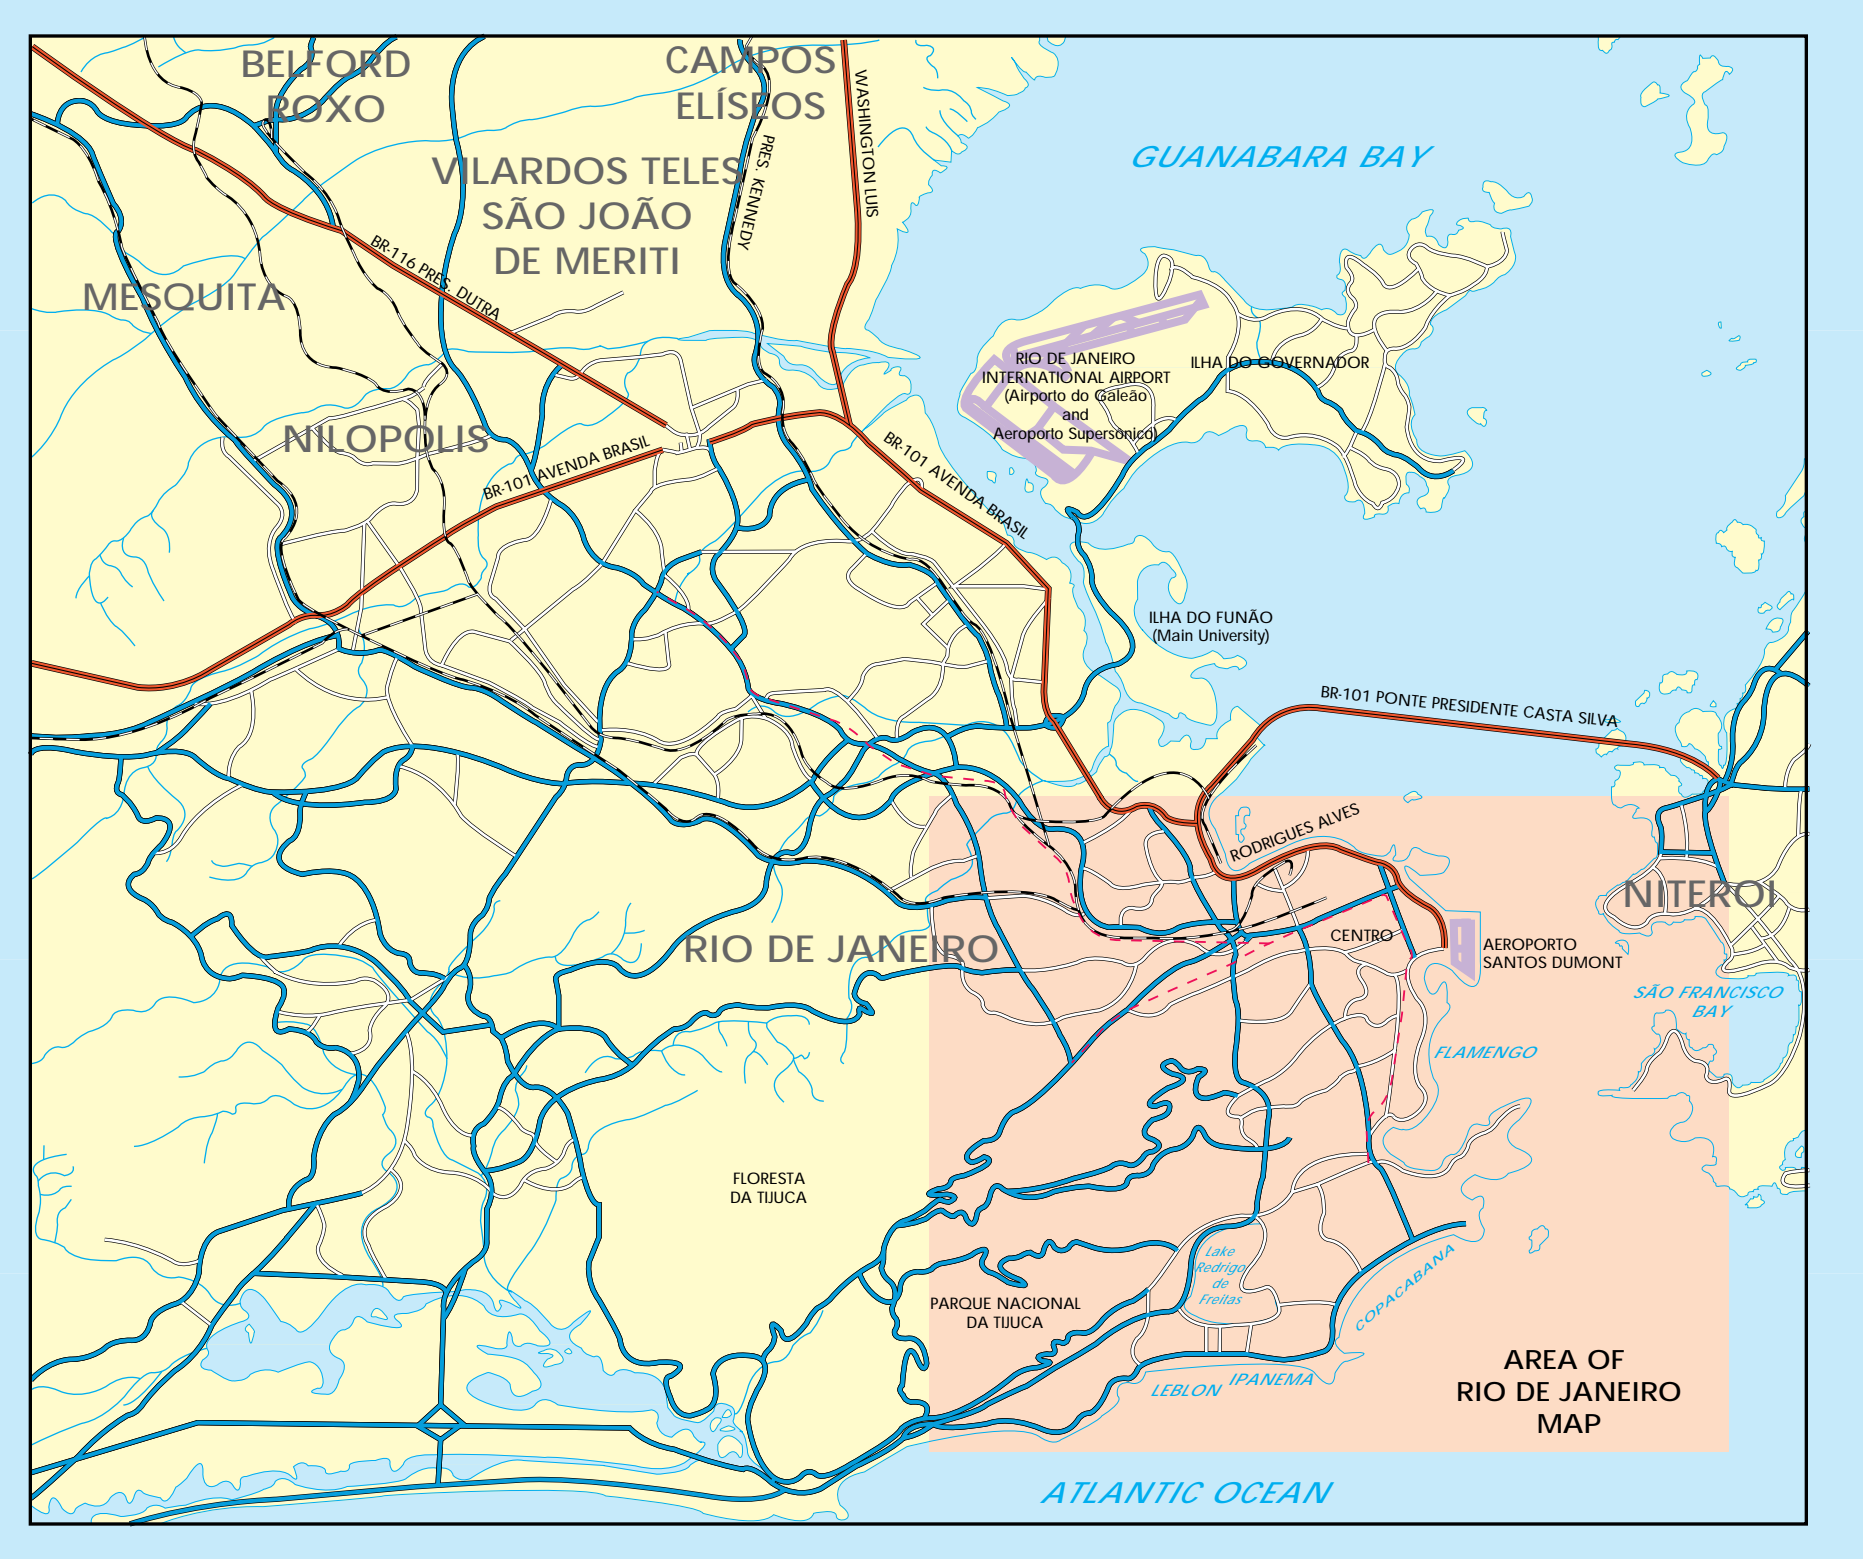 BELFORD
ROXO
CAMPOS
ELÍSEOS
WASHINGTON LUIS
PRES. KENNEDY
GUANABARA BAY
VILARDOS TELES
SÃO JOÃO
DE MERITI
BR-116 PRES. DUTRA
MESQUITA
RIO DE JANEIRO
INTERNATIONAL AIRPORT
(Airporto do Galeão
and
Aeroporto Supersônico)
ILHA DO GOVERNADOR
NILOPOLIS
BR-101 AVENDA BRASIL
BR-101 AVENDA BRASIL
ILHA DO FUNÃO
(Main University)
BR-101 PONTE PRESIDENTE CASTA SILVA
RODRIGUES ALVES
NITEROI
RIO DE JANEIRO
CENTRO
AEROPORTO
SANTOS DUMONT
SÃO FRANCISCO
BAY
FLAMENGO
FLORESTA
DA TIJUCA
Lake
Redrigo
de
Freitas
COPACABANA
PARQUE NACIONAL
DA TIJUCA
LEBLON
IPANEMA
AREA OF
RIO DE JANEIRO
MAP
ATLANTIC OCEAN